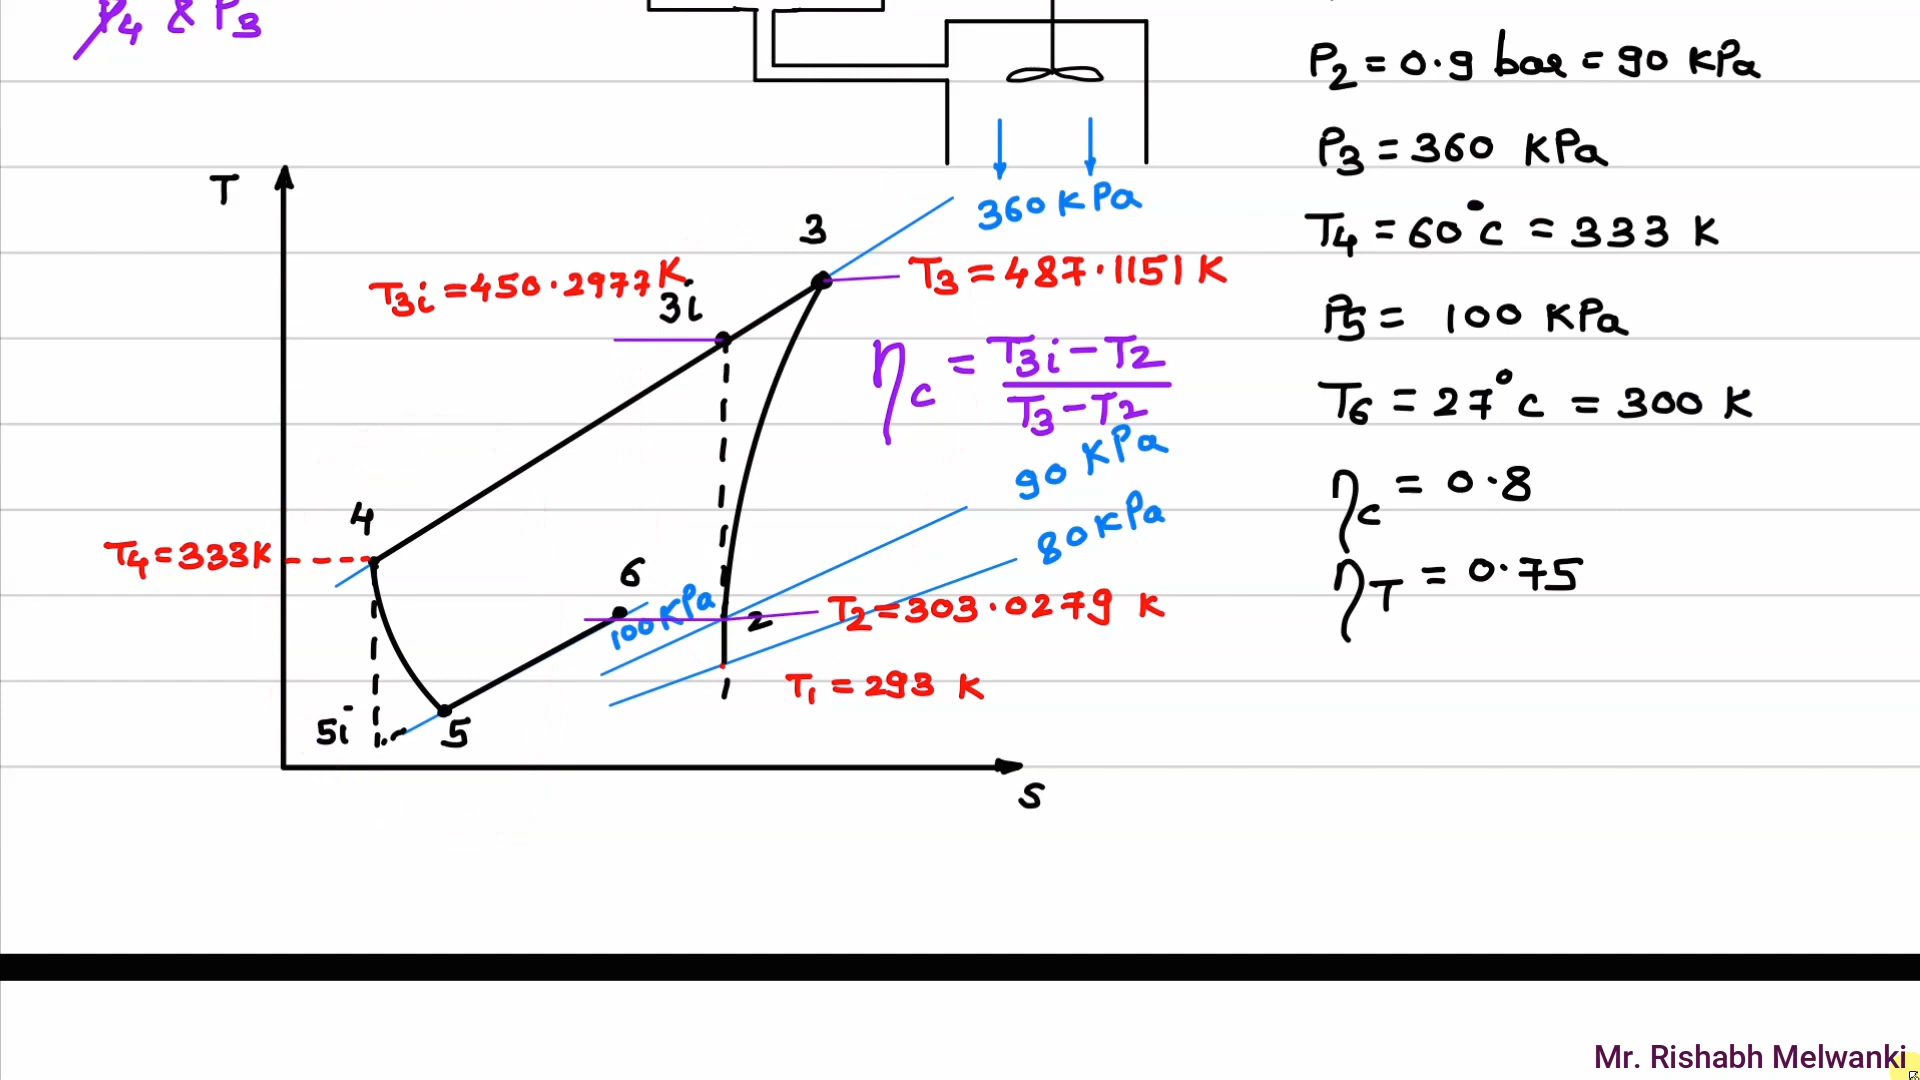 P4 & P3
P2 = 0.9 bar = 90 KPa
P3 = 360 KPa
T4 = 60°C = 333 K
P5 = 100 KPa
T6 = 27°C = 300 K
ηc = 0.8
ηT = 0.75
T
360 KPa
3
T3i = 450.2977 K
3i
T3 = 487.1151 K
ηc = T3i - T2 / T3 - T2
90 KPa
80 KPa
4
T4 = 333K
6
100 KPa
2
T2 = 303.0279 K
T1 = 293 K
5i
5
S
Mr. Rishabh Melwanki